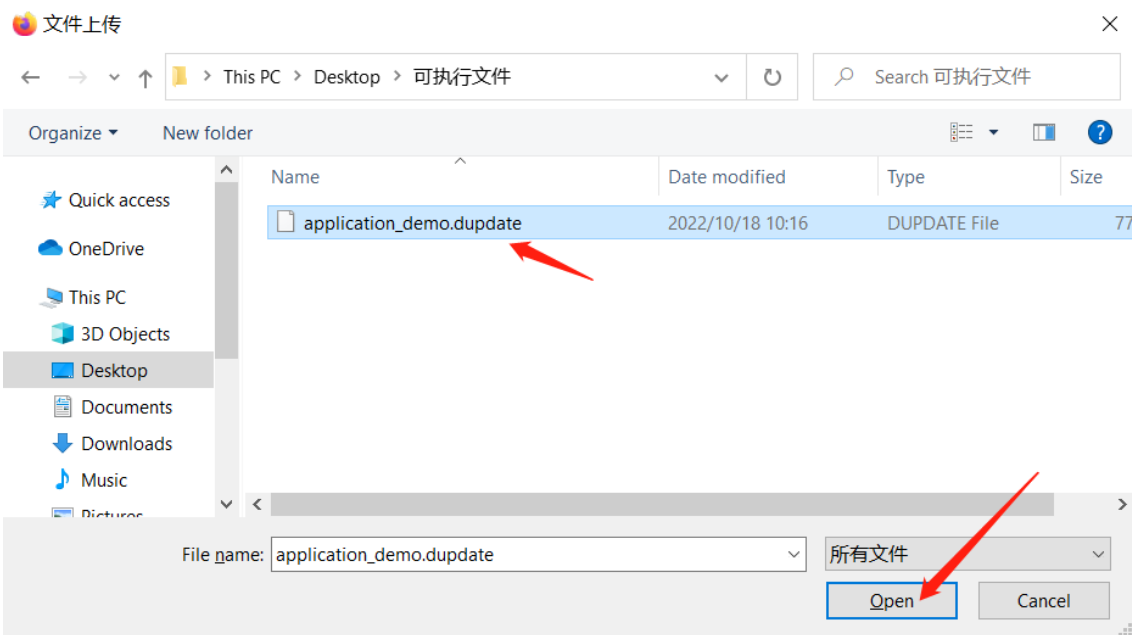 文件上传
This PC > Desktop > 可执行文件
Search 可执行文件
Organize
New folder
?
Name
Date modified
Type
Size
Quick access
OneDrive
This PC
3D Objects
Desktop
Documents
Downloads
Music
Pictures
application_demo.dupdate
2022/10/18 10:16
DUPDATE File
77
File name:
application_demo.dupdate
所有文件
Open
Cancel